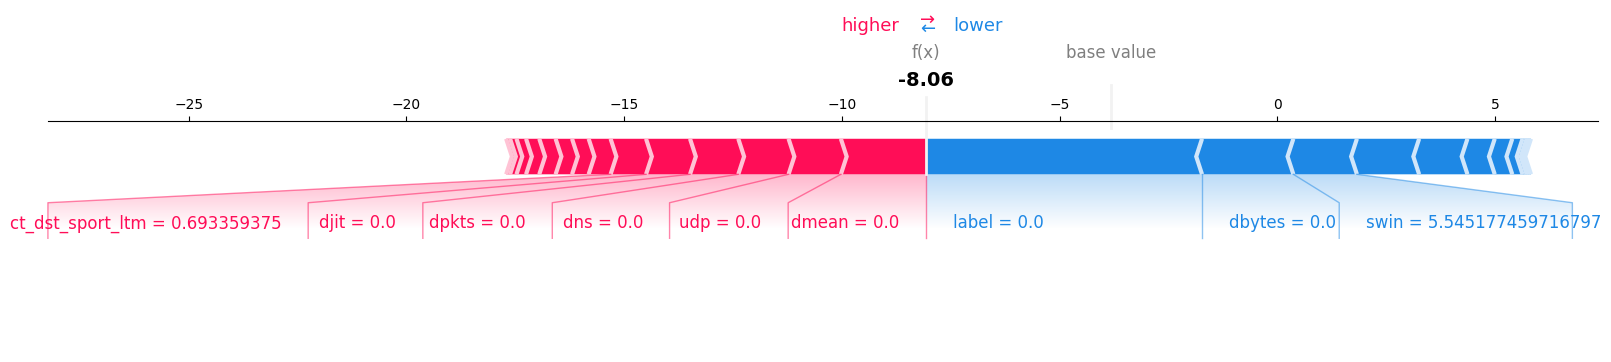 higher ⇄ lower
f(x) base value
-8.06
−25 −20 −15 −10 −5 0 5
ct_dst_sport_ltm = 0.693359375 djit = 0.0 dpkts = 0.0 dns = 0.0 udp = 0.0 dmean = 0.0 label = 0.0 dbytes = 0.0 swin = 5.545177459716797